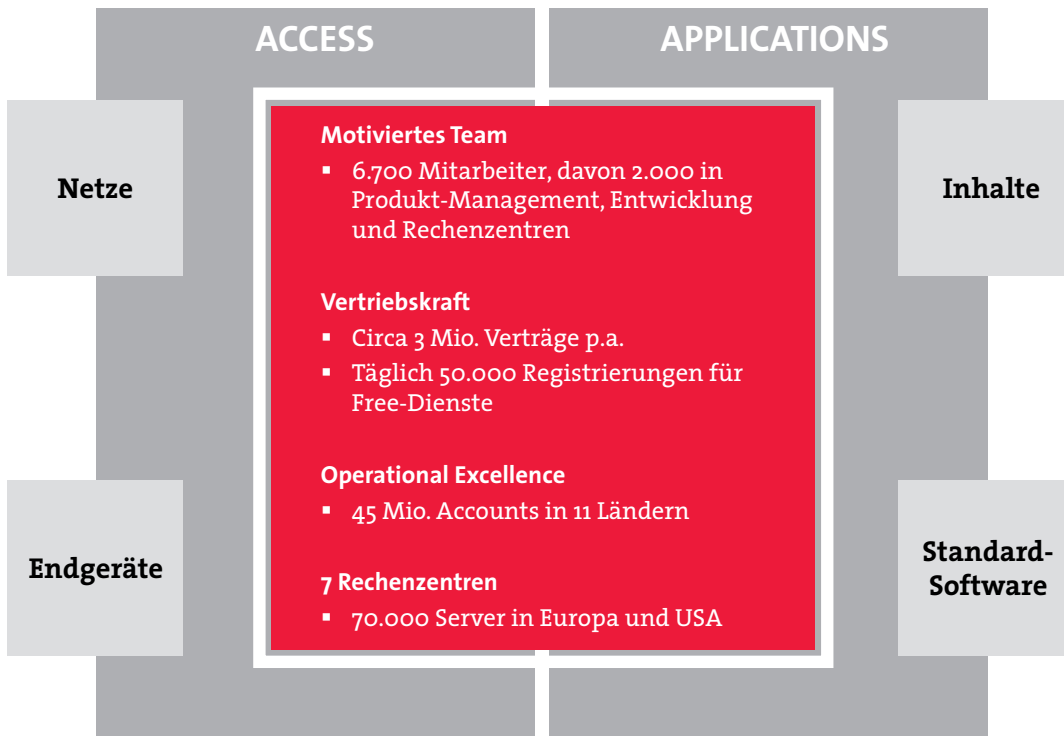 ACCESS
APPLICATIONS
Netze
Endgeräte
Motiviertes Team
▪ 6.700 Mitarbeiter, davon 2.000 in
Produkt-Management, Entwicklung
und Rechenzentren
Vertriebskraft
▪ Circa 3 Mio. Verträge p.a.
▪ Täglich 50.000 Registrierungen für
Free-Dienste
Operational Excellence
▪ 45 Mio. Accounts in 11 Ländern
7 Rechenzentren
▪ 70.000 Server in Europa und USA
Inhalte
Standard-
Software